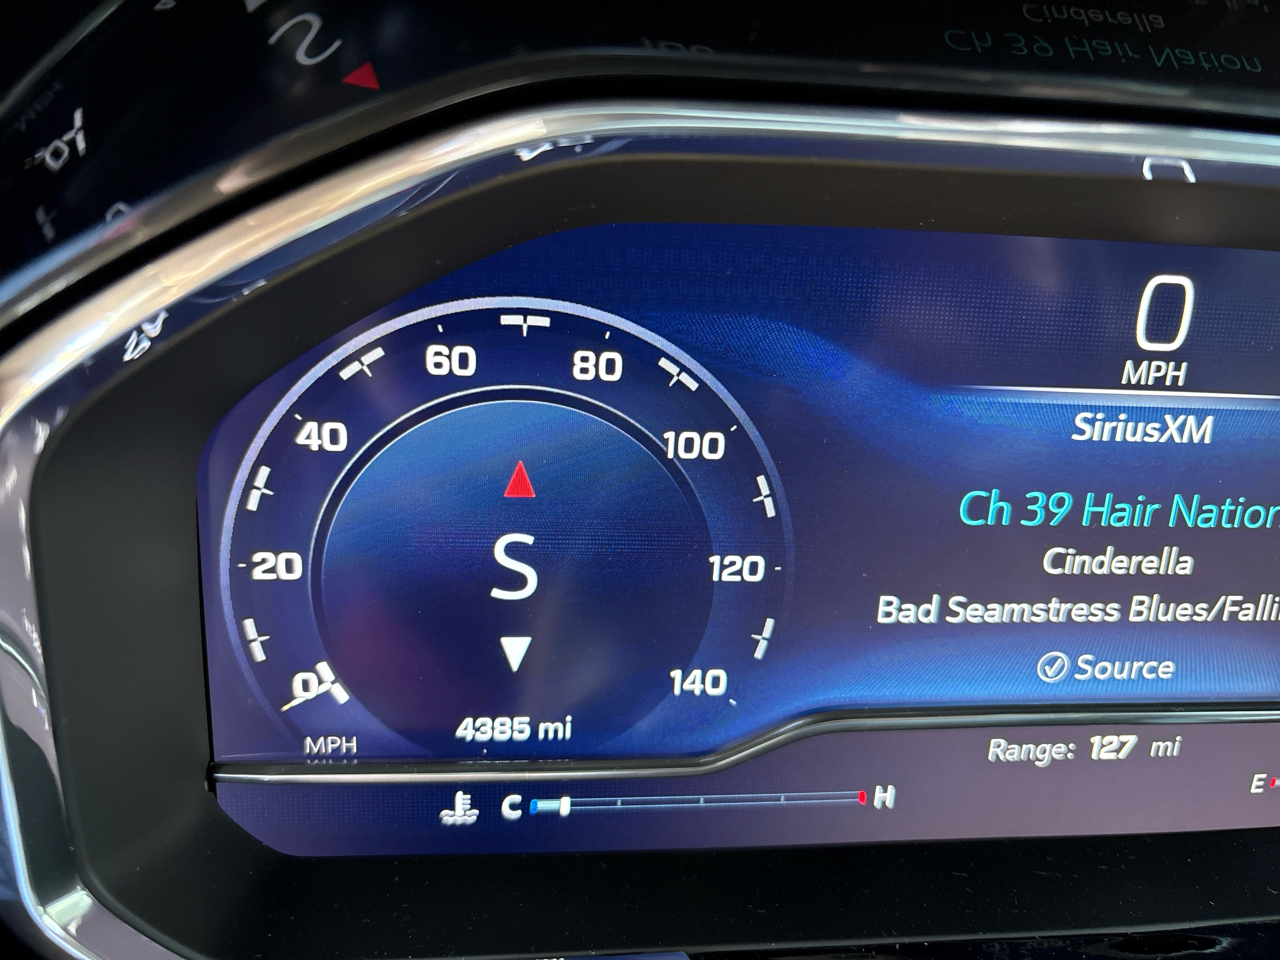 0
MPH
SiriusXM
Ch 39 Hair Nation
Cinderella
Bad Seamstress Blues/Falli
Source
60
80
40
100
S
20
120
0
140
4385 mi
MPH
Range: 127 mi
C
H
E